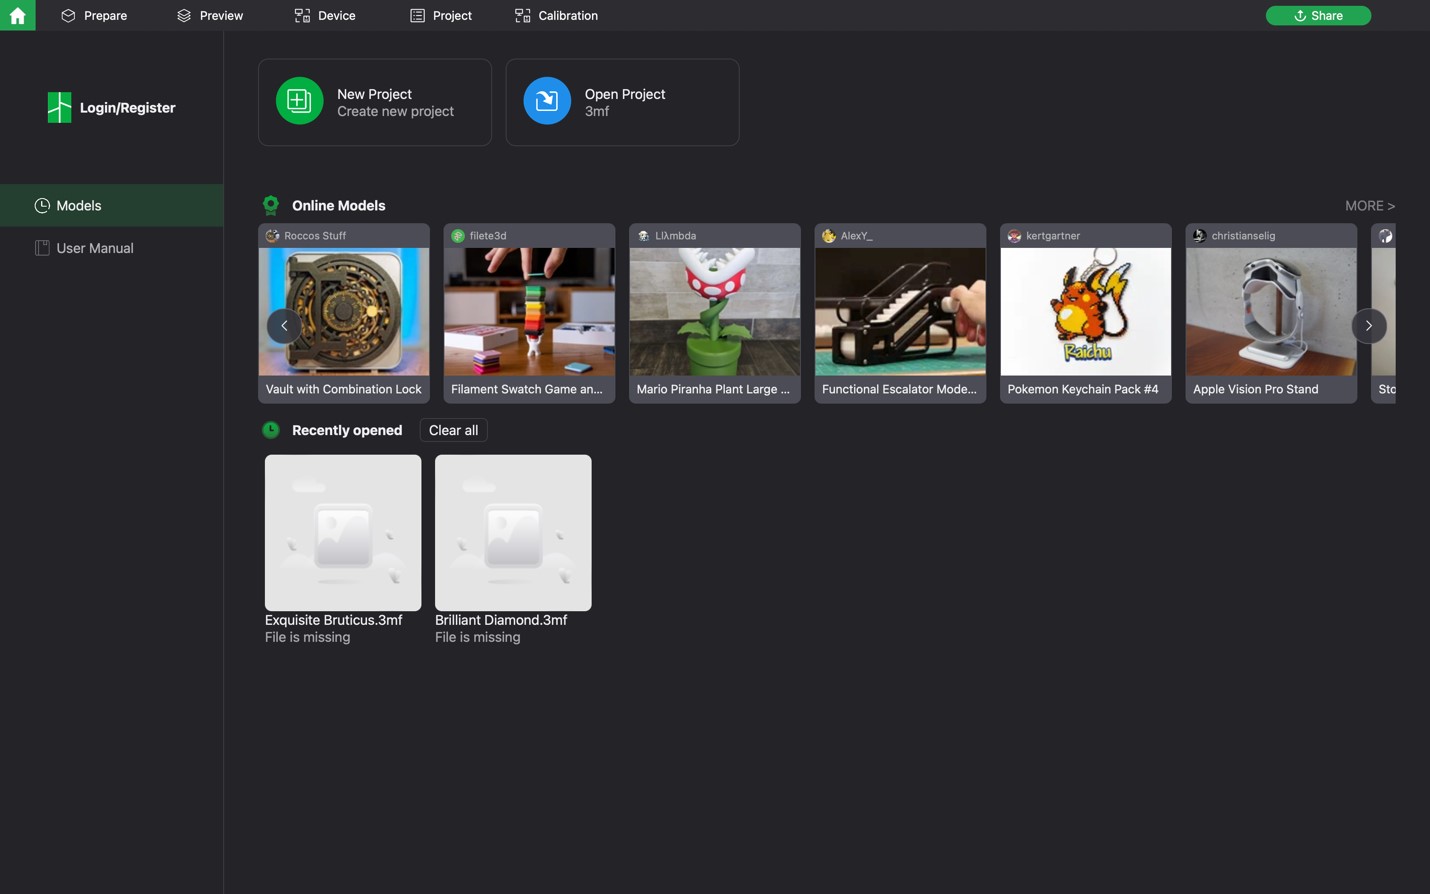 Prepare
Preview
Device
Project
Calibration
Share
Login/Register
Models
User Manual
New Project
Create new project
Open Project
3mf
Online Models
MORE >
Roccos Stuff
filete3d
Llλmbda
AlexY_
kertgartner
christianselig
Raichu
Vault with Combination Lock
Filament Swatch Game an...
Mario Piranha Plant Large ...
Functional Escalator Mode...
Pokemon Keychain Pack #4
Apple Vision Pro Stand
Sto
Recently opened
Clear all
Exquisite Bruticus.3mf
File is missing
Brilliant Diamond.3mf
File is missing